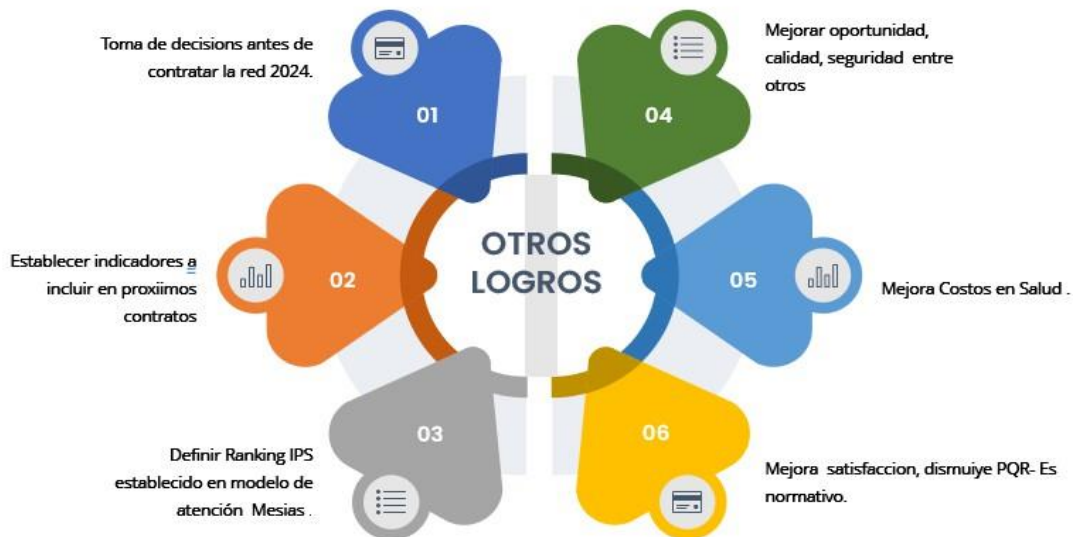 Toma de decisions antes de
contratar la red 2024.
01
Establecer indicadores a
incluir en proxiimos
contratos
02
Definir Ranking IPS
establecido en modelo de
atención Mesias .
03
OTROS
LOGROS
Mejorar oportunidad,
calidad, seguridad entre
otros
04
Mejora Costos en Salud .
05
Mejora satisfaccion, dismuiye PQR- Es
normativo.
06